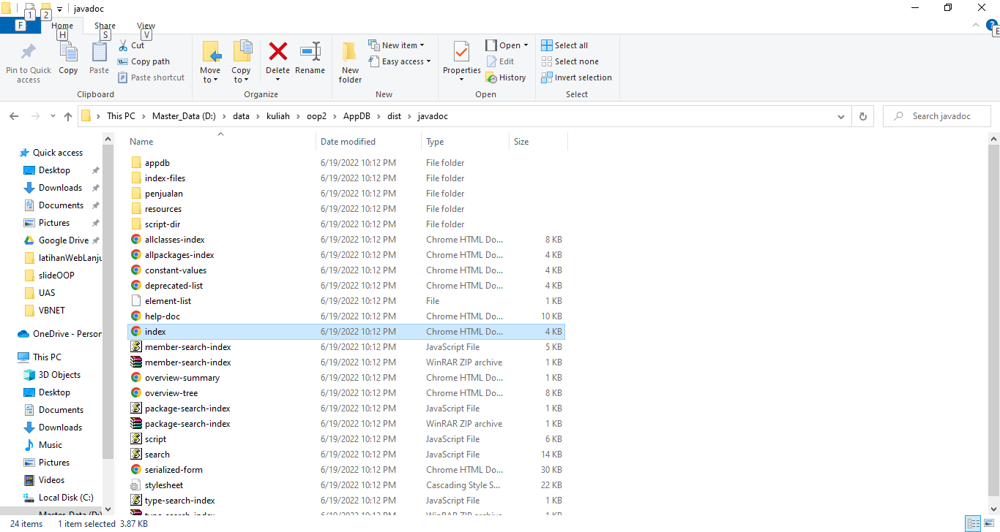 javadoc
1
2
F
Home
Share
View
H
S
V
?
E
Pin to Quick access
Copy
Paste
Cut
Copy path
Paste shortcut
Clipboard
Move to
Copy to
Delete
Rename
Organize
New folder
New item
Easy access
New
Properties
Open
Edit
History
Open
Select all
Select none
Invert selection
Select
This PC > Master_Data (D:) > data > kuliah > oop2 > AppDB > dist > javadoc
Search javadoc
Quick access
Desktop
Downloads
Documents
Pictures
Google Drive
latihanWebLanju
slideOOP
UAS
VBNET
OneDrive - Person
This PC
3D Objects
Desktop
Documents
Downloads
Music
Pictures
Videos
Local Disk (C:)
Master_Data (D:)
Name Date modified Type Size
appdb 6/19/2022 10:12 PM File folder
index-files 6/19/2022 10:12 PM File folder
penjualan 6/19/2022 10:12 PM File folder
resources 6/19/2022 10:12 PM File folder
script-dir 6/19/2022 10:12 PM File folder
allclasses-index 6/19/2022 10:12 PM Chrome HTML Do... 8 KB
allpackages-index 6/19/2022 10:12 PM Chrome HTML Do... 4 KB
constant-values 6/19/2022 10:12 PM Chrome HTML Do... 4 KB
deprecated-list 6/19/2022 10:12 PM Chrome HTML Do... 4 KB
element-list 6/19/2022 10:12 PM File 1 KB
help-doc 6/19/2022 10:12 PM Chrome HTML Do... 10 KB
index 6/19/2022 10:12 PM Chrome HTML Do... 4 KB
member-search-index 6/19/2022 10:12 PM JavaScript File 5 KB
member-search-index 6/19/2022 10:12 PM WinRAR ZIP archive 1 KB
overview-summary 6/19/2022 10:12 PM Chrome HTML Do... 1 KB
overview-tree 6/19/2022 10:12 PM Chrome HTML Do... 8 KB
package-search-index 6/19/2022 10:12 PM JavaScript File 1 KB
package-search-index 6/19/2022 10:12 PM WinRAR ZIP archive 1 KB
script 6/19/2022 10:12 PM JavaScript File 6 KB
search 6/19/2022 10:12 PM JavaScript File 14 KB
serialized-form 6/19/2022 10:12 PM Chrome HTML Do... 30 KB
stylesheet 6/19/2022 10:12 PM Cascading Style S... 22 KB
type-search-index 6/19/2022 10:12 PM JavaScript File 1 KB
type-search-index 6/19/2022 10:12 PM WinRAR ZIP archive 1 KB
24 items 1 item selected 3.87 KB